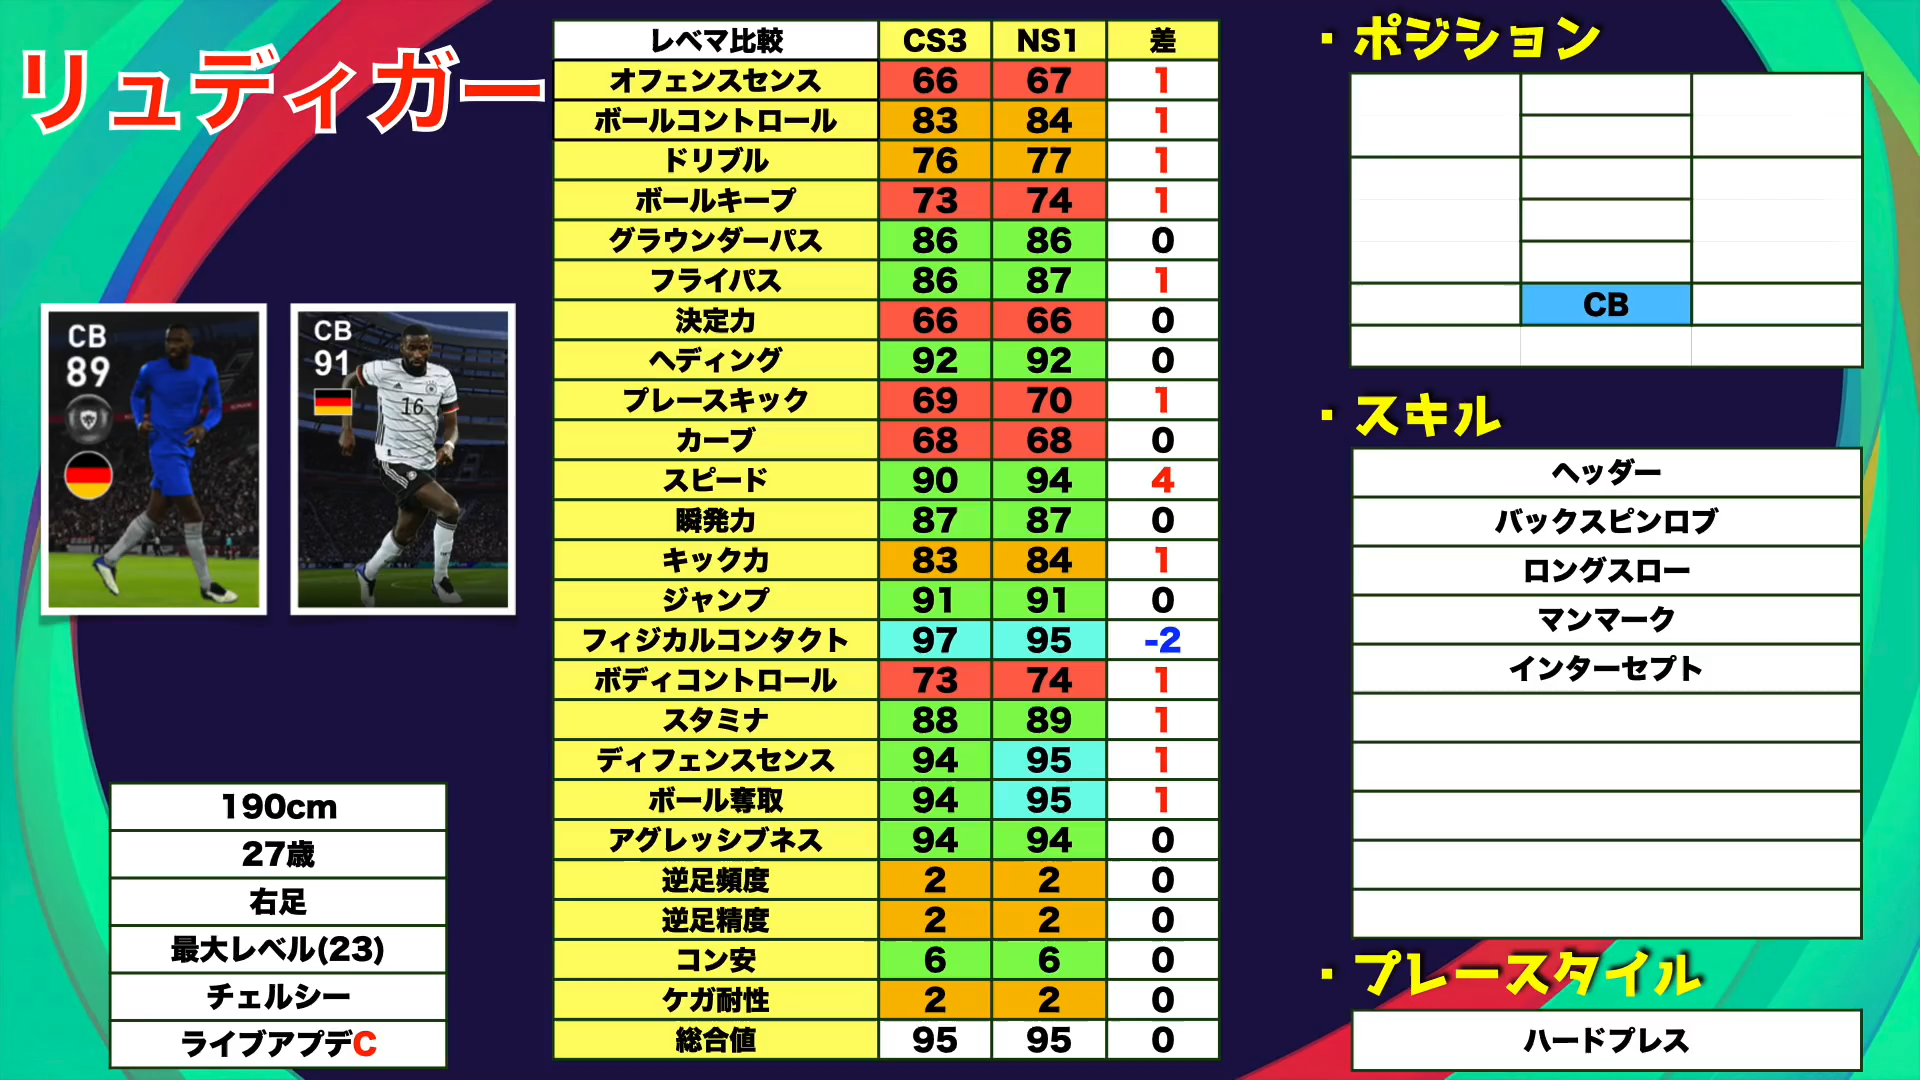 リュディガー
CB
89
CB
91
16
190cm
27歳
右足
最大レベル(23)
チェルシー
ライブアプデC
レベマ比較 CS3 NS1 差
オフェンスセンス 66 67 1
ボールコントロール 83 84 1
ドリブル 76 77 1
ボールキープ 73 74 1
グラウンダーパス 86 86 0
フライパス 86 87 1
決定力 66 66 0
ヘディング 92 92 0
プレースキック 69 70 1
カーブ 68 68 0
スピード 90 94 4
瞬発力 87 87 0
キック力 83 84 1
ジャンプ 91 91 0
フィジカルコンタクト 97 95 -2
ボディコントロール 73 74 1
スタミナ 88 89 1
ディフェンスセンス 94 95 1
ボール奪取 94 95 1
アグレッシブネス 94 94 0
逆足頻度 2 2 0
逆足精度 2 2 0
コン安 6 6 0
ケガ耐性 2 2 0
総合値 95 95 0
・ポジション
CB
・スキル
ヘッダー
バックスピンロブ
ロングスロー
マンマーク
インターセプト
・プレースタイル
ハードプレス